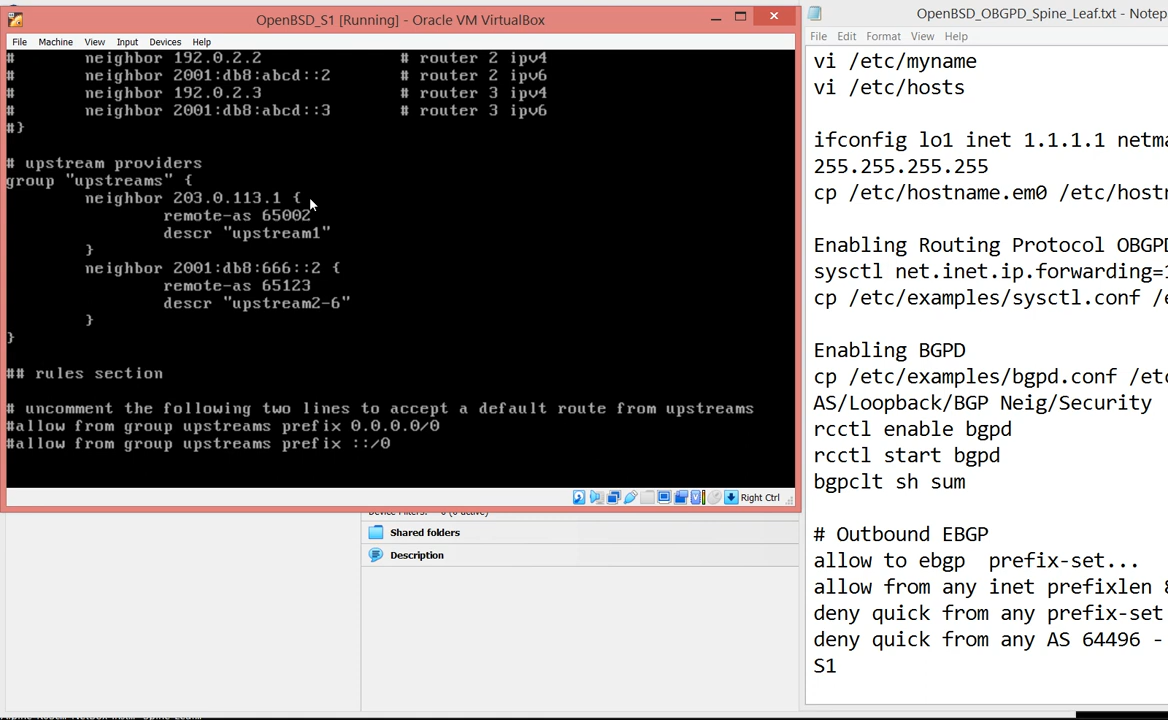 OpenBSD_S1 [Running] - Oracle VM VirtualBox
File Machine View Input Devices Help
# neighbor 192.0.2.2 # router 2 ipv4
# neighbor 2001:db8:abcd::2 # router 2 ipv6
# neighbor 192.0.2.3 # router 3 ipv4
# neighbor 2001:db8:abcd::3 # router 3 ipv6
#}
# upstream providers
group "upstreams" {
neighbor 203.0.113.1 {
remote-as 65002
descr "upstream1"
}
neighbor 2001:db8:666::2 {
remote-as 65123
descr "upstream2-6"
}
}
## rules section
# uncomment the following two lines to accept a default route from upstreams
#allow from group upstreams prefix 0.0.0.0/0
#allow from group upstreams prefix ::/0
Right Ctrl
Shared folders
Description
OpenBSD_OBGPD_Spine_Leaf.txt - Notep
File Edit Format View Help
vi /etc/myname
vi /etc/hosts
ifconfig lo1 inet 1.1.1.1 netma
255.255.255.255
cp /etc/hostname.em0 /etc/hostn
Enabling Routing Protocol OBGPD
sysctl net.inet.ip.forwarding=1
cp /etc/examples/sysctl.conf /e
Enabling BGPD
cp /etc/examples/bgpd.conf /etc
AS/Loopback/BGP Neig/Security
rcctl enable bgpd
rcctl start bgpd
bgpclt sh sum
# Outbound EBGP
allow to ebgp  prefix-set...
allow from any inet prefixlen 8
deny quick from any prefix-set
deny quick from any AS 64496 -
S1